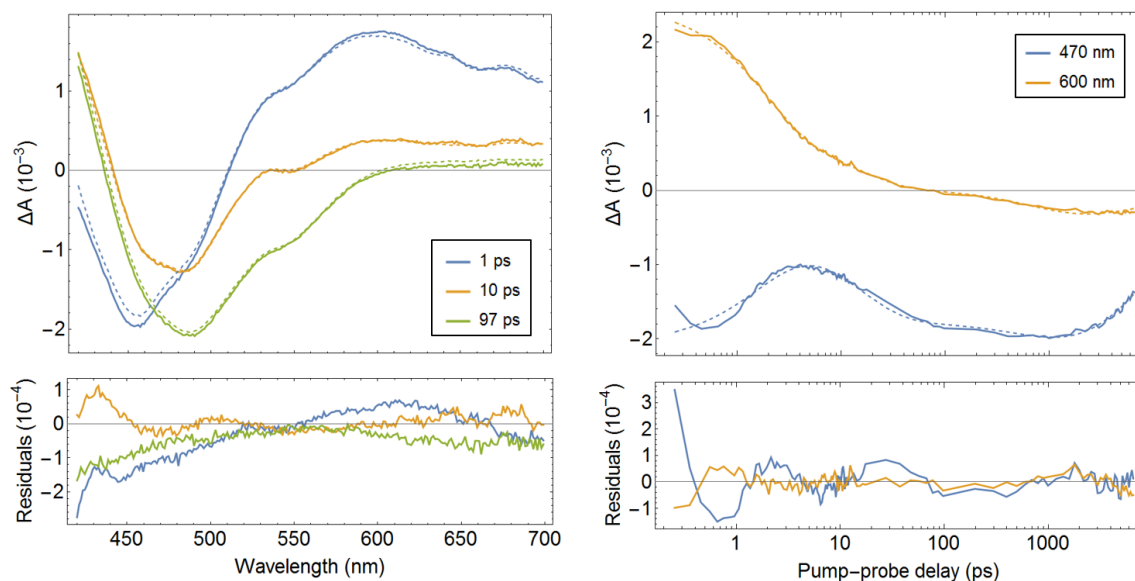 ΔA (10⁻³)
1
0
−1
−2
1 ps
10 ps
97 ps
Residuals (10⁻⁴)
1
0
−1
−2
450
500
550
600
650
700
Wavelength (nm)
ΔA (10⁻³)
2
1
0
−1
−2
470 nm
600 nm
Residuals (10⁻⁴)
3
2
1
0
−1
1
10
100
1000
Pump−probe delay (ps)